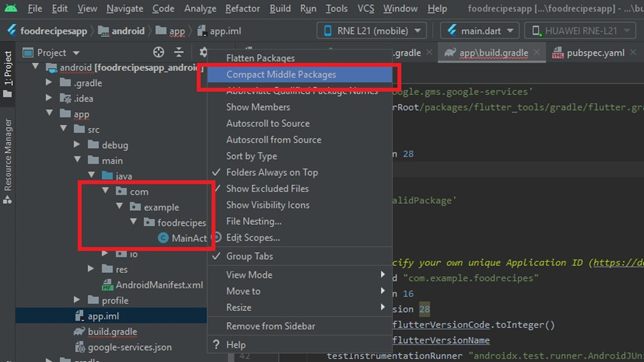 File Edit View Navigate Code Analyze Refactor Build Run Tools VCS Window Help foodrecipesapp [...\foodrecipesapp]
foodrecipesapp android app app.iml RNE L21 (mobile) main.dart HUAWEI RNE-L21
Project .gradle app\build.gradle pubspec.yaml
1: Project
Resource Manager
android [foodrecipesapp_android]
.gradle
.idea
app
src
debug
main
java
com
example
foodrecipes
MainAct
io
res
AndroidManifest.xml
profile
app.iml
build.gradle
google-services.json
Flatten Packages
Compact Middle Packages
Abbreviate Qualified Package Names
Show Members
Autoscroll to Source
Autoscroll from Source
Sort by Type
Folders Always on Top
Show Excluded Files
Show Visibility Icons
File Nesting...
Edit Scopes...
Group Tabs
View Mode
Move to
Resize
Remove from Sidebar
Help
ogle.gms.google-services'
rRoot/packages/flutter_tools/gradle/flutter.gra
n 28
alidPackage'
cify your own unique Application ID (https://de
d "com.example.foodrecipes"
on 16
rsion 28
flutterVersionCode.toInteger()
flutterVersionName
42 testInstrumentationRunner "androidx.test.runner.AndroidJUn